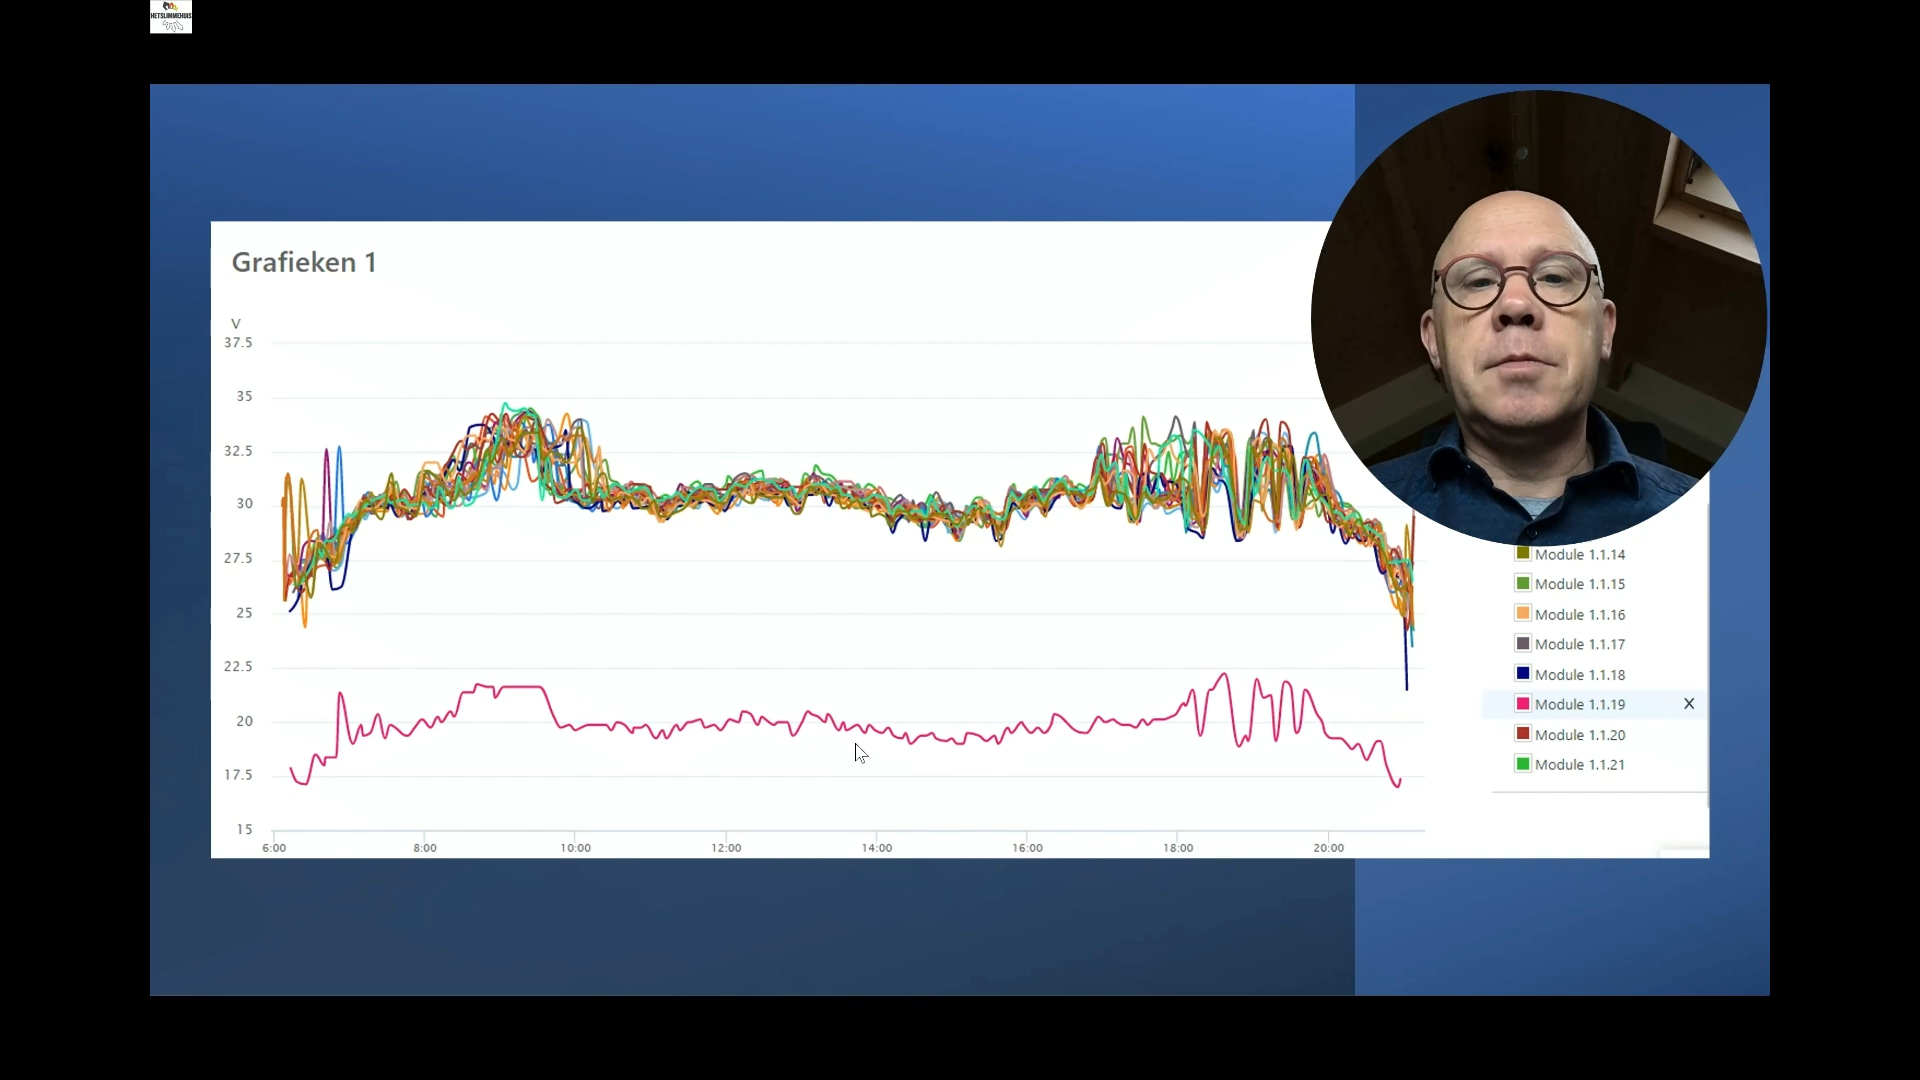 HETSLIMMEHUIS
Grafieken 1
V
37.5
35
32.5
30
27.5
25
22.5
20
17.5
15
6:00 8:00 10:00 12:00 14:00 16:00 18:00 20:00
Module 1.1.14
Module 1.1.15
Module 1.1.16
Module 1.1.17
Module 1.1.18
Module 1.1.19 X
Module 1.1.20
Module 1.1.21